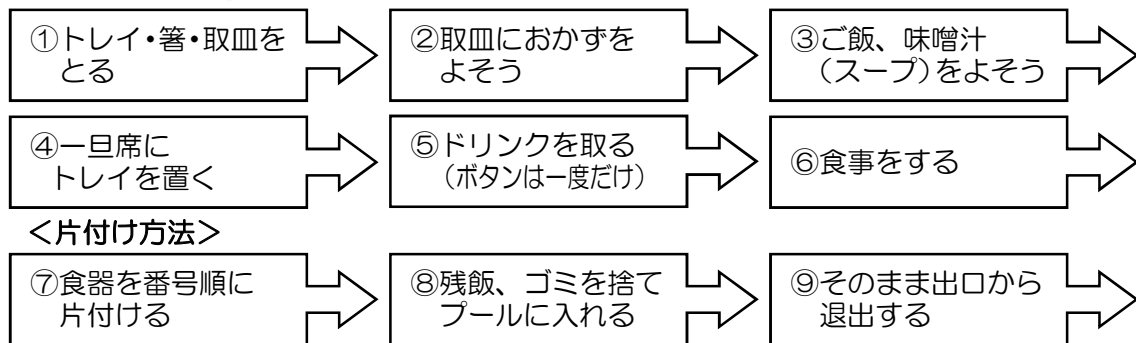 ①トレイ・箸・取皿を
とる
②取皿におかずを
よそう
③ご飯、味噌汁
（スープ）をよそう
④一旦席に
トレイを置く
⑤ドリンクを取る
（ボタンは一度だけ）
⑥食事をする
＜片付け方法＞
⑦食器を番号順に
片付ける
⑧残飯、ゴミを捨て
プールに入れる
⑨そのまま出口から
退出する